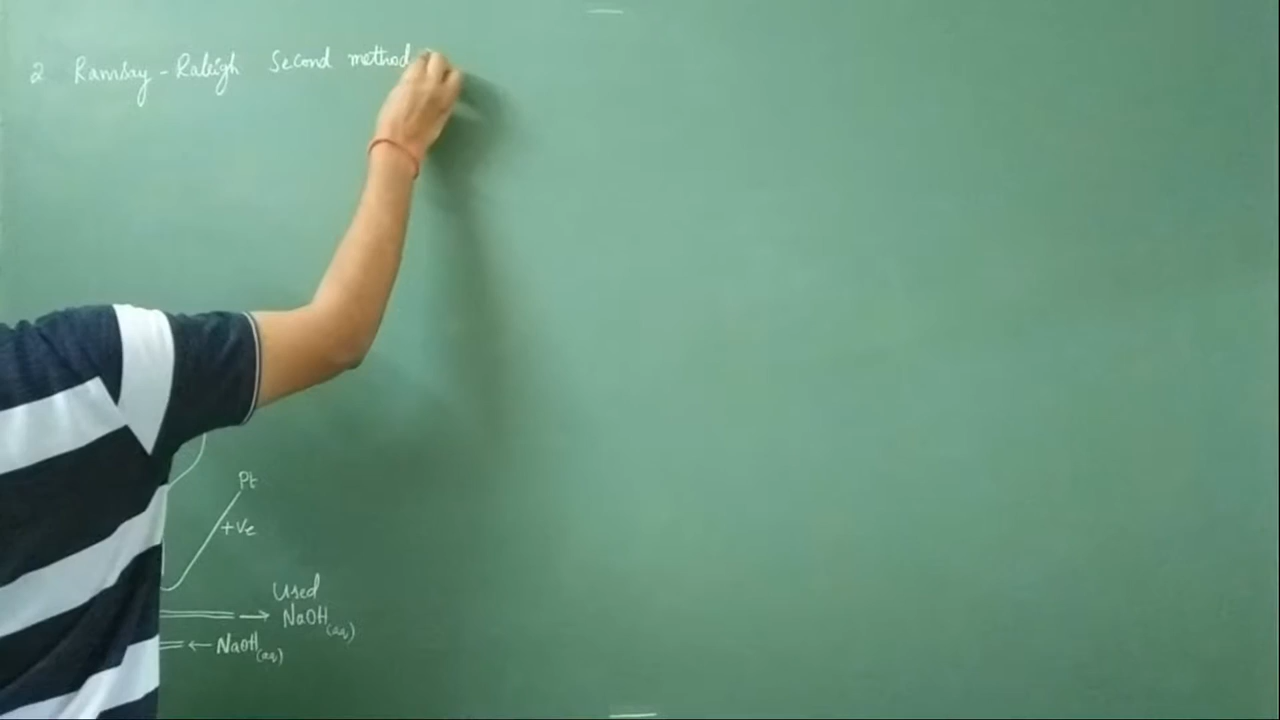 2 Ramsay - Raleigh Second method
Pt
+Ve
Used
NaOH(aq)
NaOH(aq)